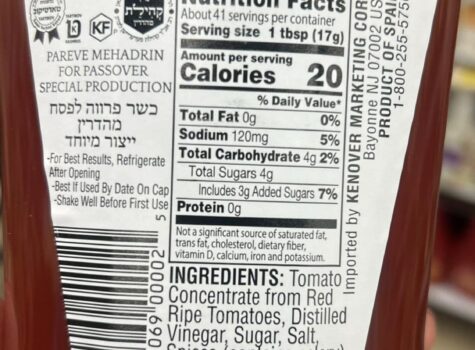 Nutrition Facts
About 41 servings per container
Serving size 1 tbsp (17g)
Amount per serving
Calories 20
% Daily Value*
Total Fat 0g 0%
Sodium 120mg 5%
Total Carbohydrate 4g 2%
Total Sugars 4g
Includes 3g Added Sugars 7%
Protein 0g
Not a significant source of saturated fat,
trans fat, cholesterol, dietary fiber,
vitamin D, calcium, iron and potassium.
INGREDIENTS: Tomato
Concentrate from Red
Ripe Tomatoes, Distilled
Vinegar, Sugar, Salt,
קהילת
KF
PAREVE MEHADRIN
FOR PASSOVER
SPECIAL PRODUCTION
כשר פרווה לפסח
מהדרין
ייצור מיוחד
-For Best Results, Refrigerate
After Opening
-Best If Used By Date On Cap
-Shake Well Before First Use
5
069 00002
Imported by KENOVER MARKETING CORP
Bayonne NJ 07002 US
PRODUCT OF SPAIN
1-800-255-575